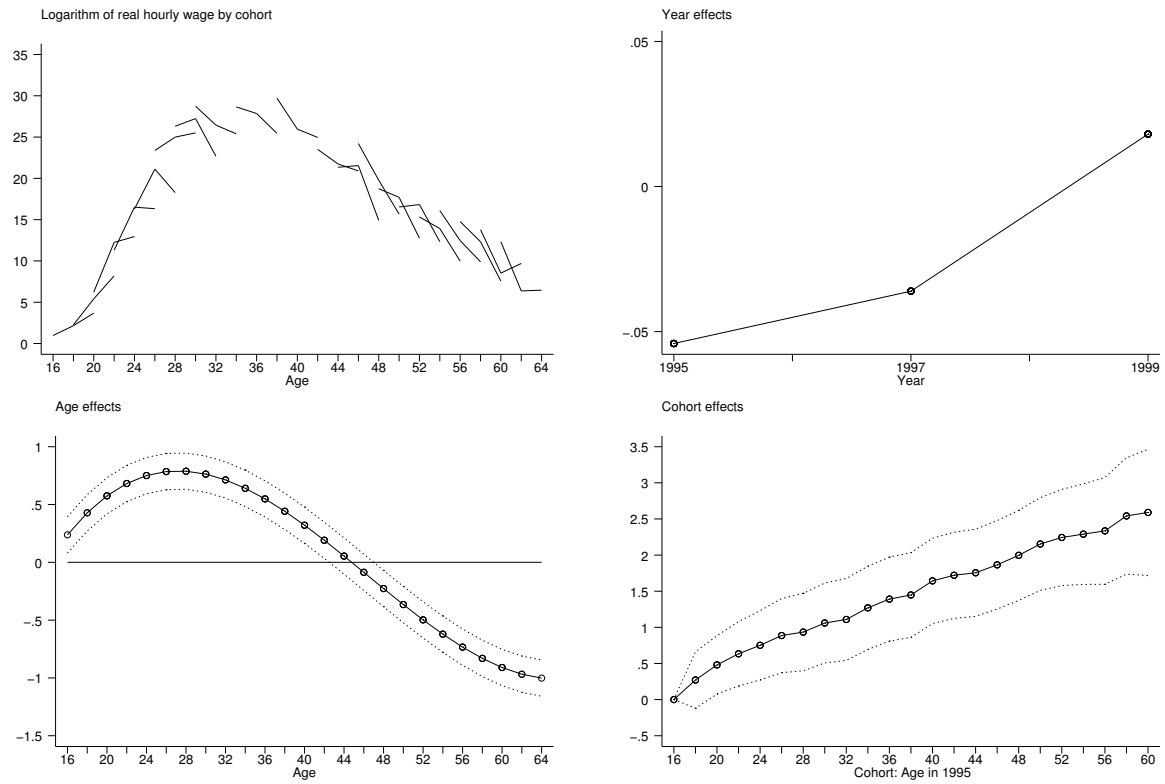 Logarithm of real hourly wage by cohort
35
30
25
20
15
10
5
0
16 20 24 28 32 36 40 44 48 52 56 60 64
Age
Year effects
.05
0
−.05
1995 1997 1999
Year
Age effects
1
.5
0
−.5
−1
−1.5
16 20 24 28 32 36 40 44 48 52 56 60 64
Age
Cohort effects
3.5
3
2.5
2
1.5
1
.5
0
−.5
16 20 24 28 32 36 40 44 48 52 56 60
Cohort: Age in 1995